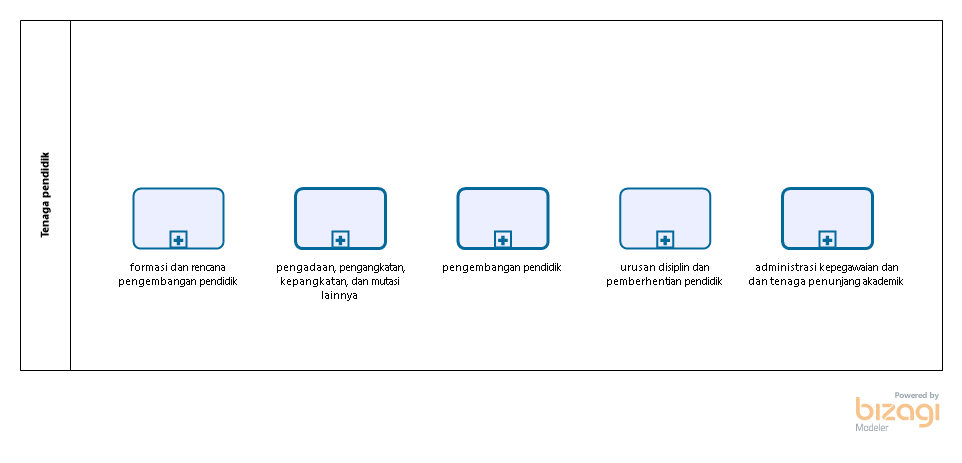 Tenaga pendidik
formasi dan rencana
pengembangan pendidik
pengadaan, pengangkatan,
kepangkatan, dan mutasi
lainnya
pengembangan pendidik
urusan disiplin dan
pemberhentian pendidik
administrasi kepegawaian dan
dan tenaga penunjang akademik
Powered by
bizagi
Modeler